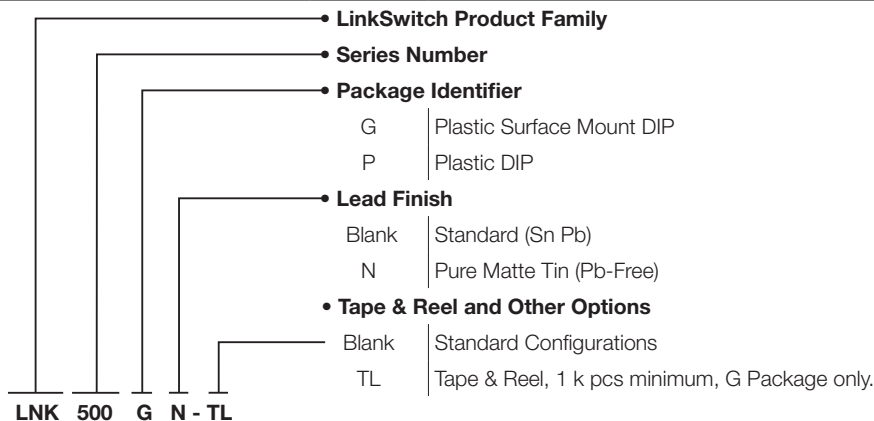 • LinkSwitch Product Family
• Series Number
• Package Identifier
G Plastic Surface Mount DIP
P Plastic DIP
• Lead Finish
Blank Standard (Sn Pb)
N Pure Matte Tin (Pb-Free)
• Tape & Reel and Other Options
Blank Standard Configurations
TL Tape & Reel, 1 k pcs minimum, G Package only.
LNK 500 G N - TL